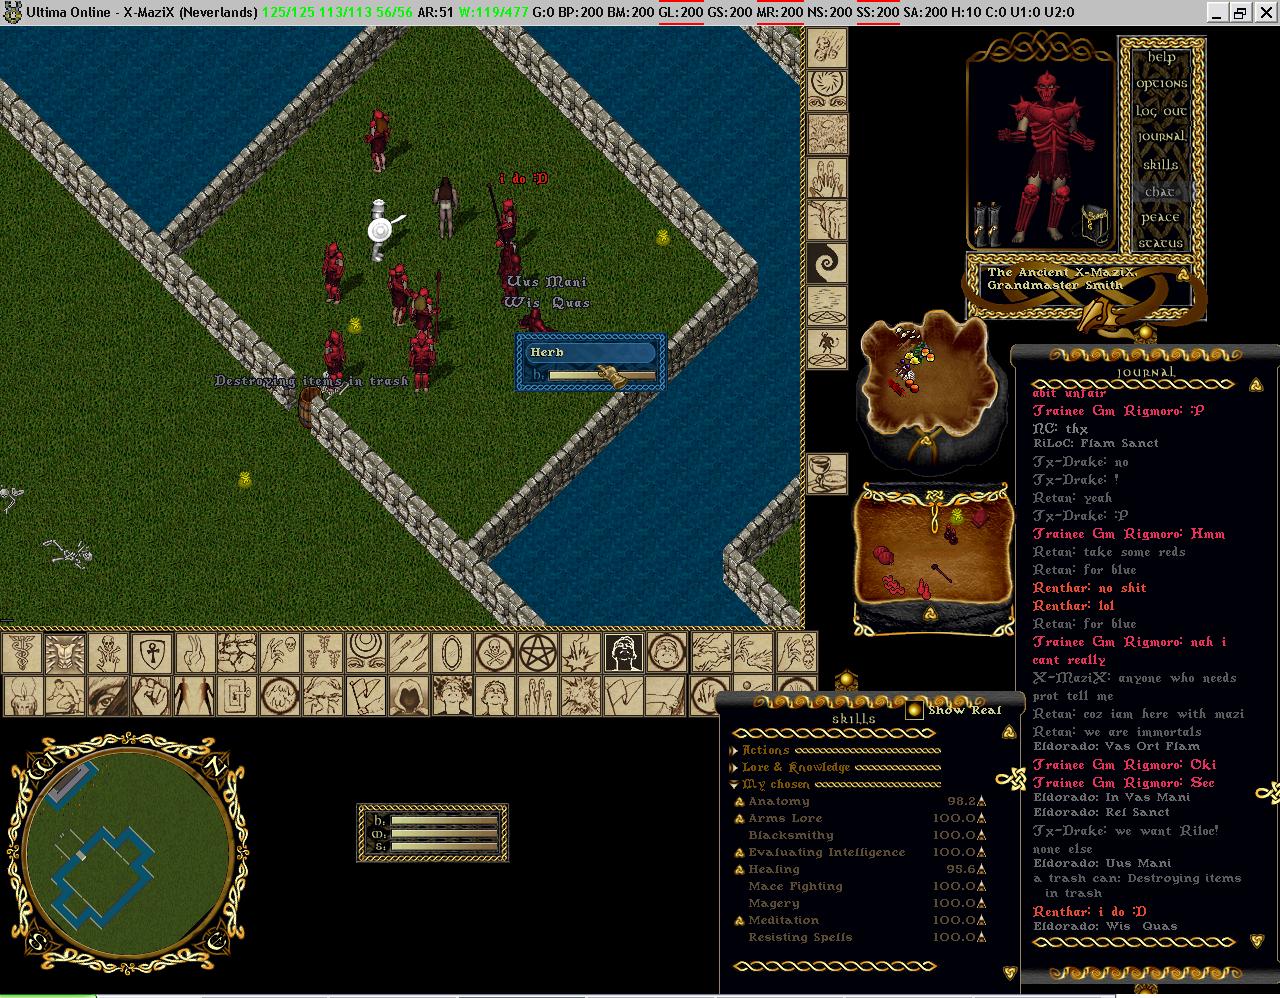 Ultima Online - X-MaziX (Neverlands) 125/125 113/113 56/56 AR:51 W:119/477 G:0 BP:200 BM:200 GL:200 GS:200 MR:200 NS:200 SS:200 SA:200 H:10 C:0 U1:0 U2:0
i do :D
Uus Mani
Wis Quas
Herb
h:
Destroying items in trash
HELP
OPTIONS
LOG OUT
JOURNAL
SKILLS
CHAT
PEACE
STATUS
The Ancient X-MaziX,
Grandmaster Smith
JOURNAL
abit unfair
Trainee Gm Rigmoro: :P
NC: thx
RiLoC: Flam Sanct
Tx-Drake: no
Tx-Drake: !
Retan: yeah
Tx-Drake: :P
Trainee Gm Rigmoro: Hmm
Retan: take some reds
Retan: for blue
Renthar: no shit
Renthar: lol
Retan: for blue
Trainee Gm Rigmoro: nah i
cant really
X-MaziX: anyone who needs
prot tell me
Retan: coz iam here with mazi
Retan: we are immortals
Eldorado: Vas Ort Flam
Trainee Gm Rigmoro: Oki
Trainee Gm Rigmoro: Sec
Eldorado: In Vas Mani
Eldorado: Rel Sanct
Tx-Drake: we want Riloc!
none else
Eldorado: Uus Mani
a trash can: Destroying items
in trash
Renthar: i do :D
Eldorado: Wis Quas
SKILLS
Show Real
Actions
Lore & Knowledge
My chosen
Anatomy 98.2
Arms Lore 100.0
Blacksmithy 100.0
Evaluating Intelligence 100.0
Healing 95.6
Mace Fighting 100.0
Magery 100.0
Meditation 100.0
Resisting Spells 100.0
h:
m:
s:
W
N
S
E